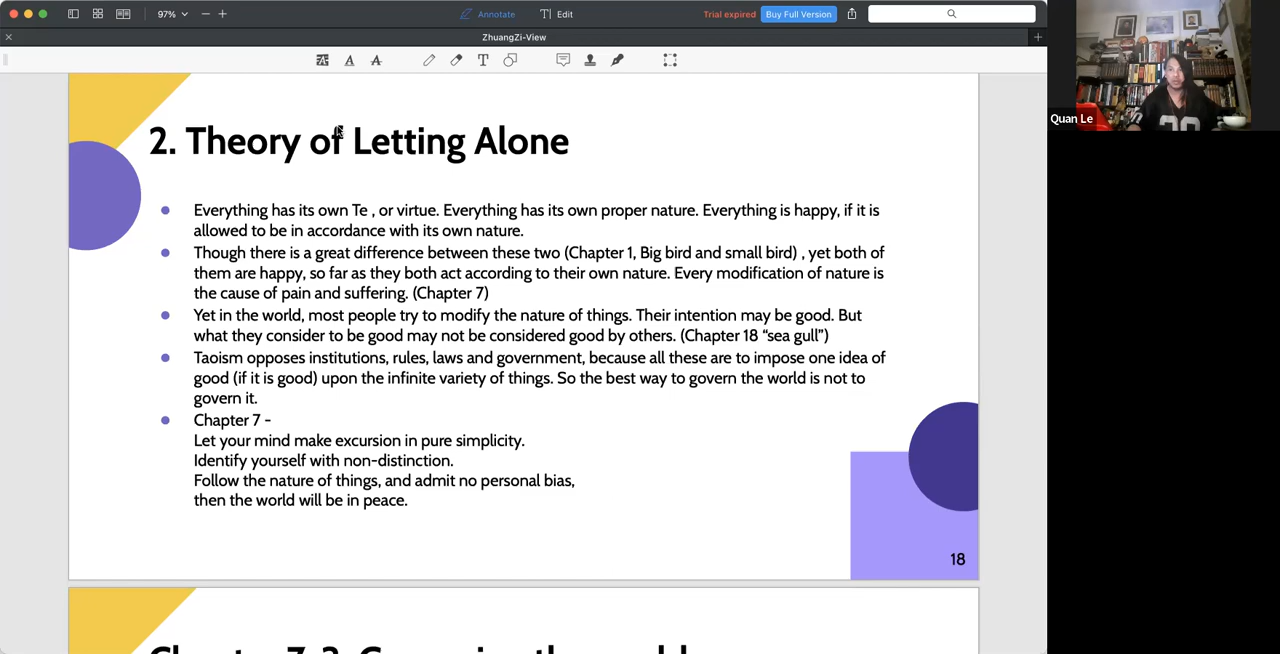 97%
Annotate
Edit
Trial expired
Buy Full Version
ZhuangZi-View
Quan Le
2. Theory of Letting Alone
Everything has its own Te , or virtue. Everything has its own proper nature. Everything is happy, if it is
allowed to be in accordance with its own nature.
Though there is a great difference between these two (Chapter 1, Big bird and small bird) , yet both of
them are happy, so far as they both act according to their own nature. Every modification of nature is
the cause of pain and suffering. (Chapter 7)
Yet in the world, most people try to modify the nature of things. Their intention may be good. But
what they consider to be good may not be considered good by others. (Chapter 18 “sea gull”)
Taoism opposes institutions, rules, laws and government, because all these are to impose one idea of
good (if it is good) upon the infinite variety of things. So the best way to govern the world is not to
govern it.
Chapter 7 -
Let your mind make excursion in pure simplicity.
Identify yourself with non-distinction.
Follow the nature of things, and admit no personal bias,
then the world will be in peace.
18